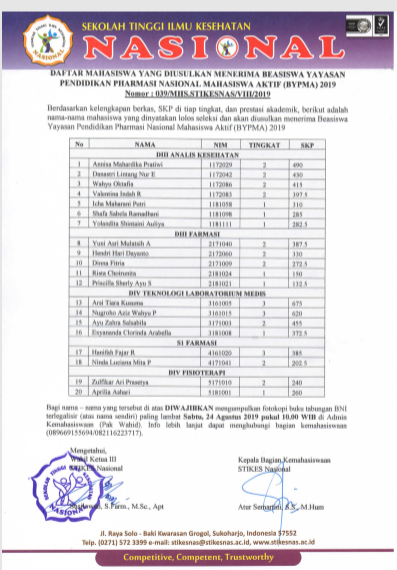 SEKOLAH TINGGI ILMU KESEHATAN
NASIONAL
DAFTAR MAHASISWA YANG DIUSULKAN MENERIMA BEASISWA YAYASAN
PENDIDIKAN PHARMASI NASIONAL MAHASISWA AKTIF (BYPMA) 2019
Nomor : 039/MHS.STIKESNAS/VIII/2019
Berdasarkan kelengkapan berkas, SKP di tiap tingkat, dan prestasi akademik, berikut adalah
nama-nama mahasiswa yang dinyatakan lolos seleksi dan akan diusulkan menerima Beasiswa
Yayasan Pendidikan Pharmasi Nasional Mahasiswa Aktif (BYPMA) 2019
No NAMA NIM TINGKAT SKP
DIII ANALIS KESEHATAN
1 Annisa Mahardika Pratiwi 1172029 2 490
2 Danastri Lintang Nur E 1172042 2 430
3 Wahyu Oktafia 1172086 2 415
4 Valentina Indah R 1172083 2 397.5
5 Icha Maharani Putri 1181058 1 310
6 Shafa Sabela Ramadhani 1181098 1 285
7 Yolandita Shintaini Auliya 1181111 1 282.5
DIII FARMASI
8 Yuni Asri Mulatsih A 2171040 2 387.5
9 Hendri Hari Dayanto 2172060 2 330
10 Disna Fitria 2171009 2 272.5
11 Rista Choirunita 2181024 1 150
12 Priscilla Sherly Ayu S 2181021 1 132.5
DIV TEKNOLOGI LABORATORIUM MEDIS
13 Arsi Tiara Kusuma 3161005 3 675
14 Nugroho Aziz Wahyu P 3161015 3 620
15 Ayu Zahra Salsabila 3171003 2 455
16 Exyananda Clorinda Arabella 3181008 1 372.5
S1 FARMASI
17 Hanifah Fajar R 4161020 3 385
18 Ninda Luciana Mita P 4171041 2 202.5
DIV FISIOTERAPI
19 Zulfikar Ari Prasetya 5171010 2 240
20 Aprilia Ashari 5181001 1 260
Bagi nama – nama yang tersebut di atas DIWAJIBKAN mengumpulkan fotokopi buku tabungan BNI
terlegalisir (atas nama sendiri) paling lambat Sabtu, 24 Agustus 2019 pukul 10.00 WIB di Admin
Kemahasiswaan (Pak Wahid). Info lebih lanjut dapat menghubungi bagian kemahasiswaan
(089669155694/082116223717).
Mengetahui,
Wakil Ketua III
STIKES Nasional
Kepala Bagian Kemahasiswaan
STIKES Nasional
S.Farm., M.Sc., Apt
Atur Semartini, S.S., M.Hum
Jl. Raya Solo - Baki Kwarasan Grogol, Sukoharjo, Indonesia 57552
Telp. (0271) 572 3399 e-mail: stikesnas@stikesnas.ac.id, www.stikesnas.ac.id
Competitive, Competent, Trustworthy